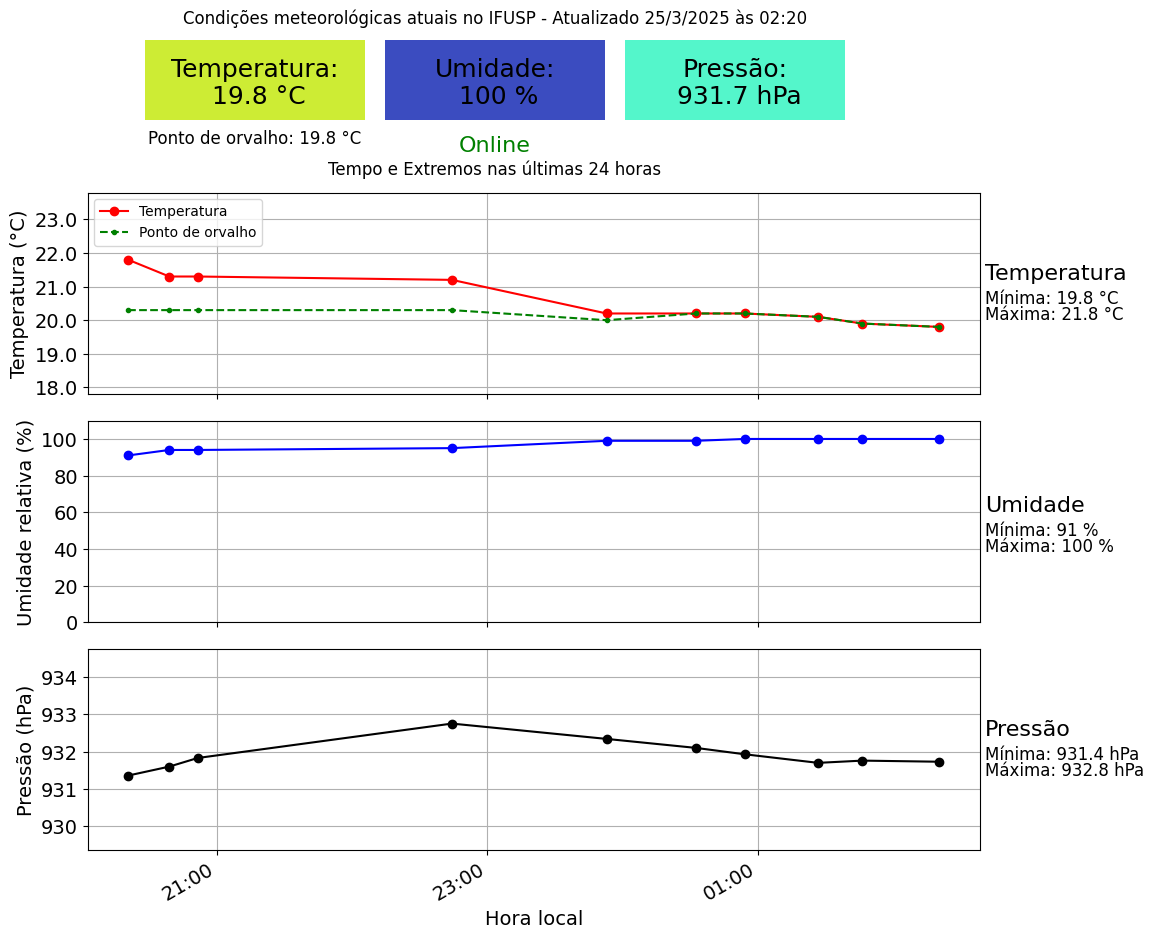 Condições meteorológicas atuais no IFUSP - Atualizado 25/3/2025 às 02:20
Temperatura:
19.8 °C
Umidade:
100 %
Pressão:
931.7 hPa
Ponto de orvalho: 19.8 °C
Online
Tempo e Extremos nas últimas 24 horas
Temperatura (°C)
23.0
22.0
21.0
20.0
19.0
18.0
Temperatura
Ponto de orvalho
Temperatura
Mínima: 19.8 °C
Máxima: 21.8 °C
Umidade relativa (%)
100
80
60
40
20
0
Umidade
Mínima: 91 %
Máxima: 100 %
Pressão (hPa)
934
933
932
931
930
Pressão
Mínima: 931.4 hPa
Máxima: 932.8 hPa
21:00
23:00
01:00
Hora local